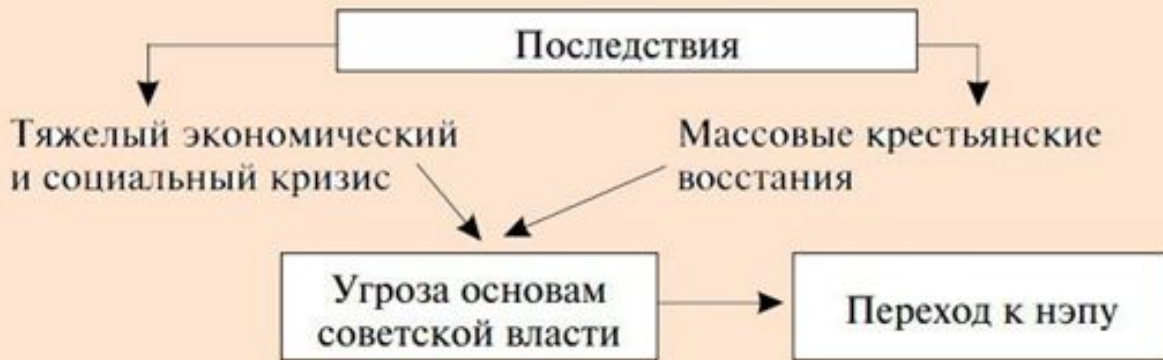 Последствия
Тяжелый экономический
и социальный кризис
Массовые крестьянские
восстания
Угроза основам
советской власти
Переход к нэпу